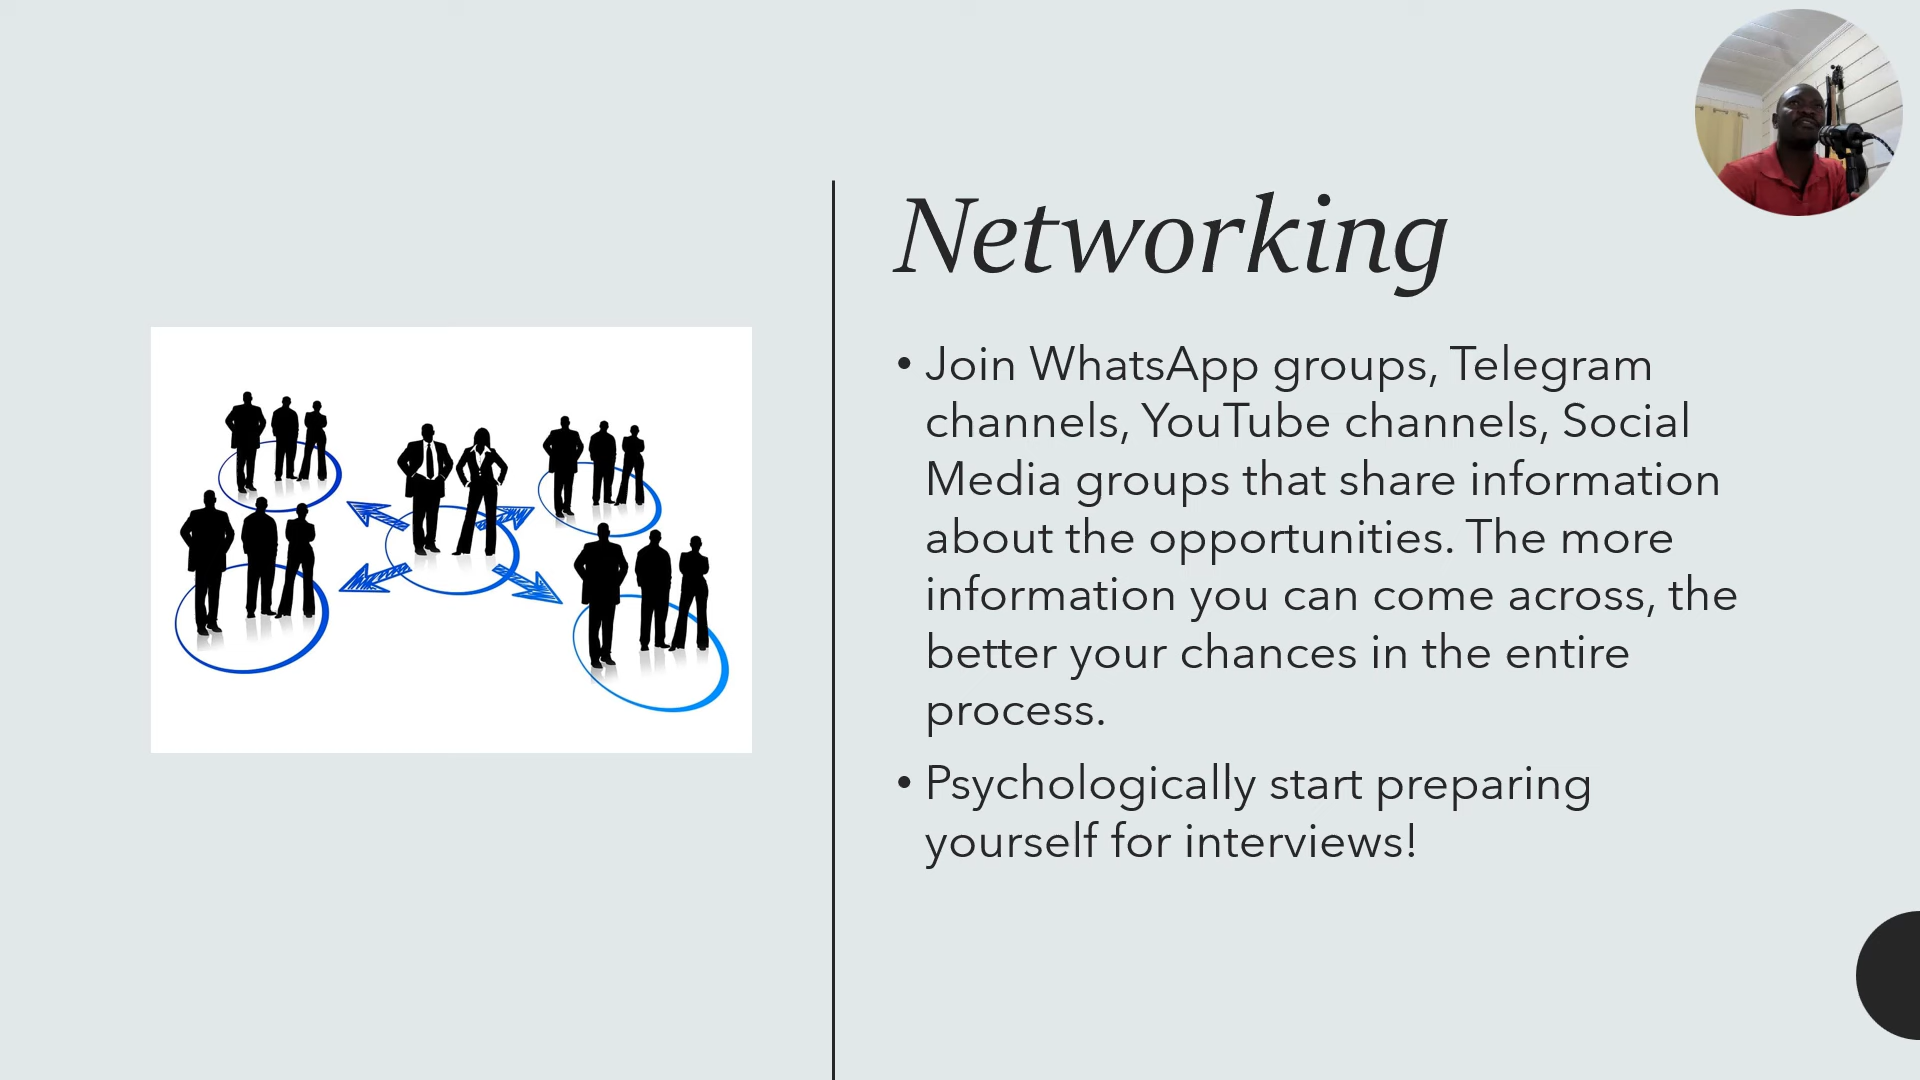 Networking
• Join WhatsApp groups, Telegram
channels, YouTube channels, Social
Media groups that share information
about the opportunities. The more
information you can come across, the
better your chances in the entire
process.
• Psychologically start preparing
yourself for interviews!